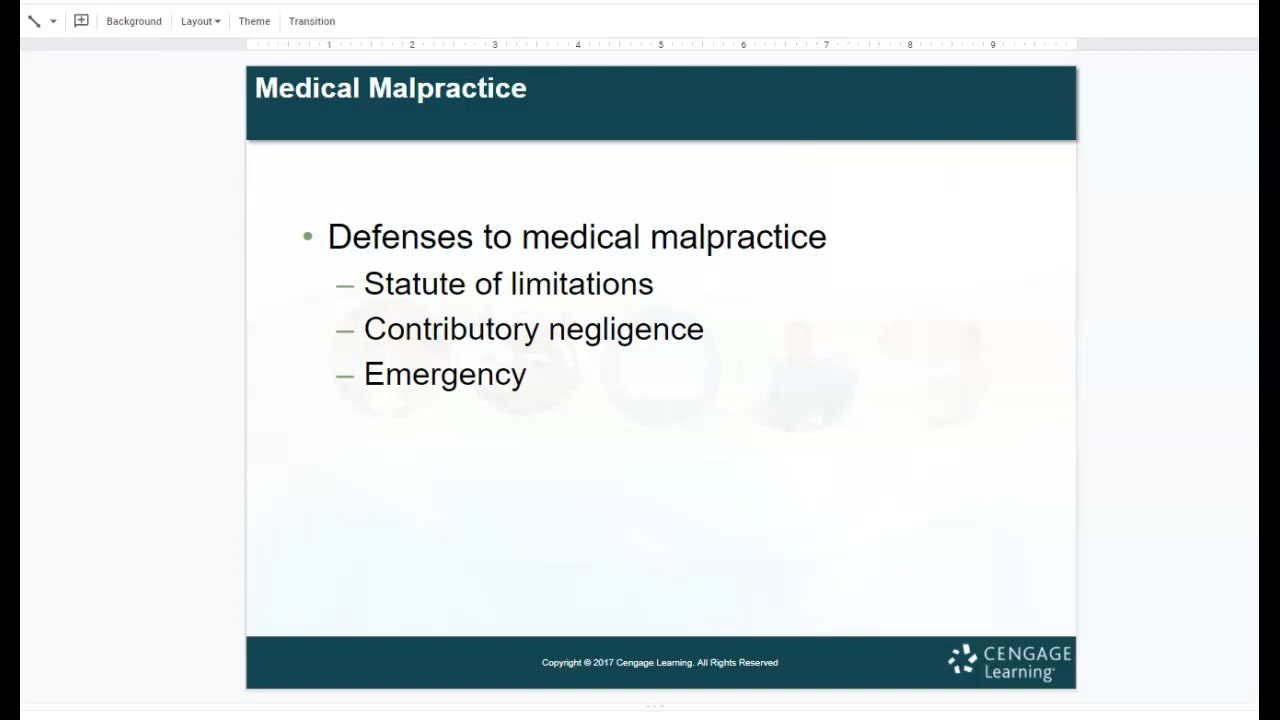 Background Layout Theme Transition
1 2 3 4 5 6 7 8 9
Medical Malpractice
• Defenses to medical malpractice
– Statute of limitations
– Contributory negligence
– Emergency
Copyright © 2017 Cengage Learning. All Rights Reserved
CENGAGE
Learning™